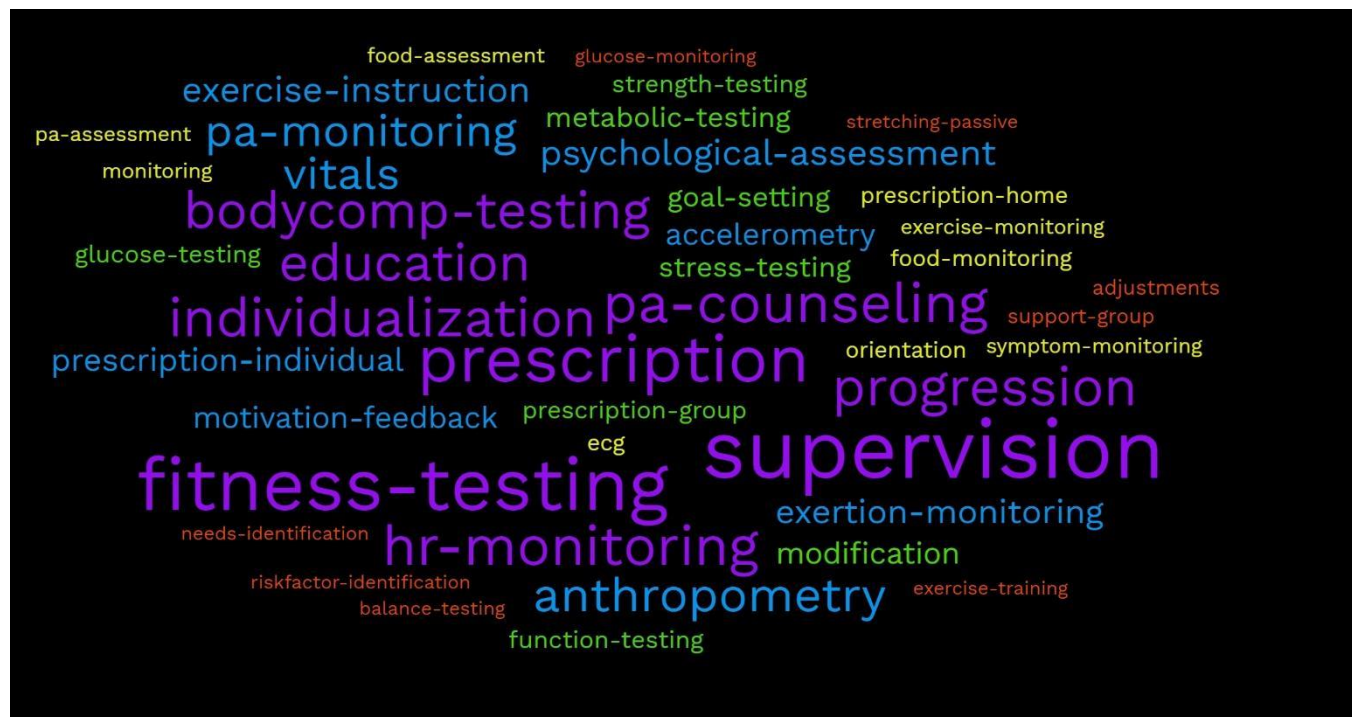 food-assessment
glucose-monitoring
exercise-instruction
strength-testing
pa-assessment
pa-monitoring
metabolic-testing
stretching-passive
monitoring
vitals
psychological-assessment
bodycomp-testing
goal-setting
prescription-home
accelerometry
exercise-monitoring
glucose-testing
education
stress-testing
food-monitoring
individualization
pa-counseling
adjustments
support-group
prescription-individual
prescription
orientation
symptom-monitoring
progression
motivation-feedback
prescription-group
ecg
supervision
fitness-testing
exertion-monitoring
needs-identification
hr-monitoring
modification
riskfactor-identification
anthropometry
exercise-training
balance-testing
function-testing